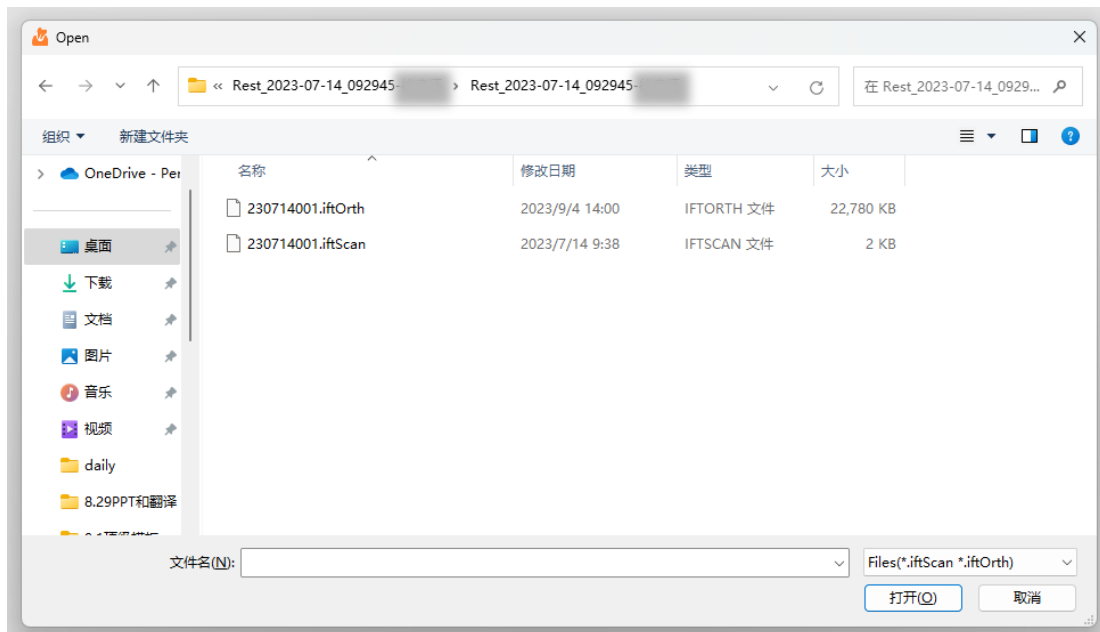 Open
« Rest_2023-07-14_092945- › Rest_2023-07-14_092945-
在 Rest_2023-07-14_0929...
组织 新建文件夹
名称 修改日期 类型 大小
230714001.iftOrth 2023/9/4 14:00 IFTORTH 文件 22,780 KB
230714001.iftScan 2023/7/14 9:38 IFTSCAN 文件 2 KB
OneDrive - Per
桌面
下载
文档
图片
音乐
视频
daily
8.29PPT和翻译
文件名(N):
Files(*.iftScan *.iftOrth)
打开(O) 取消